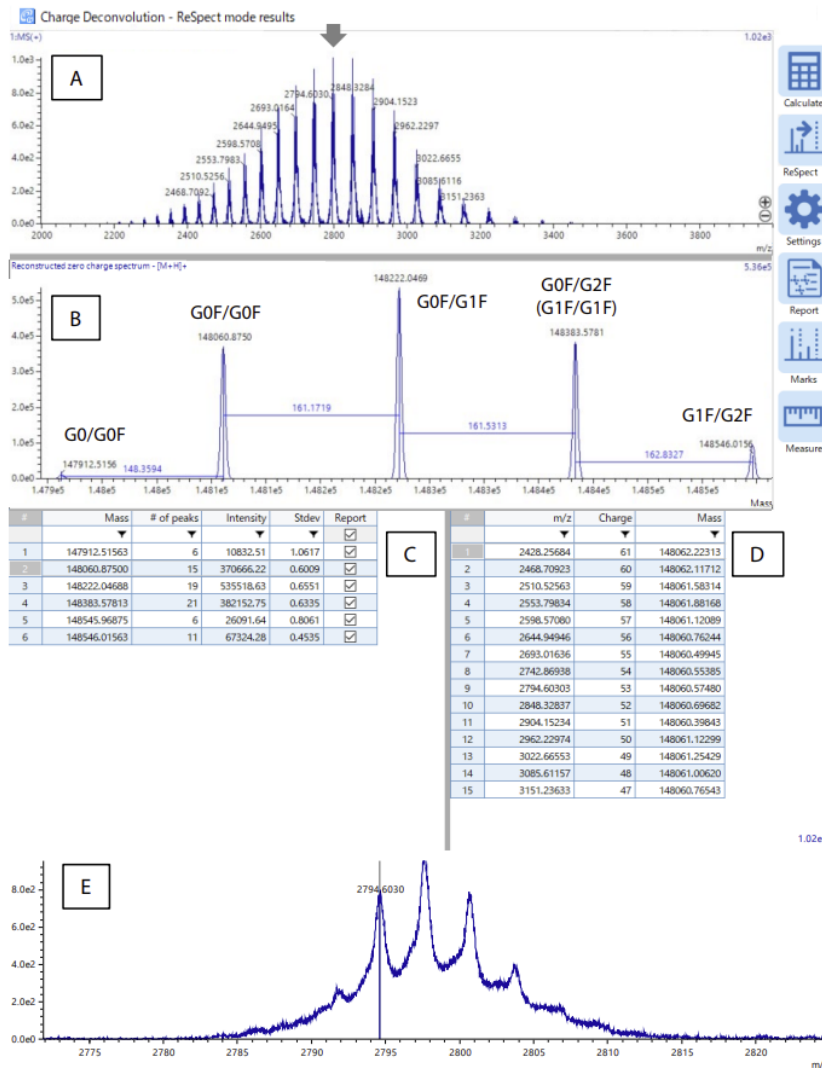 Charge Deconvolution - ReSpect mode results
1:MS(+) 1.02e3
A
1.0e3
8.0e2
6.0e2
4.0e2
2.0e2
0.0e0
2468.7092
2510.5256
2553.7983
2598.5708
2644.9495
2693.0164
2794.6030
2848.3284
2904.1523
2962.2297
3022.6655
3085.6116
3151.2363
2000 2200 2400 2600 2800 3000 3200 3400 3600 3800
m/z
Calculate
ReSpect
Settings
Report
Marks
Measure
Reconstructed zero charge spectrum - [M+H]+ 5.36e5
B
5.0e5
4.0e5
3.0e5
2.0e5
1.0e5
0.0e0
G0/G0F
147912.5156
148.3594
G0F/G0F
148060.8750
161.1719
148222.0469
G0F/G1F
161.5313
G0F/G2F
(G1F/G1F)
148383.5781
162.8327
G1F/G2F
148546.0156
1.479e5 1.48e5 1.48e5 1.481e5 1.481e5 1.482e5 1.482e5 1.483e5 1.483e5 1.484e5 1.484e5 1.485e5 1.485e5
Mass
# Mass # of peaks Intensity Stdev Report
1 147912.51563 6 10832.51 1.0617
2 148060.87500 15 370666.22 0.6009
3 148222.04688 19 535518.63 0.6551
4 148383.57813 21 382152.75 0.6335
5 148545.96875 6 26091.64 0.8061
6 148546.01563 11 67324.28 0.4535
C
# m/z Charge Mass
1 2428.25684 61 148062.22313
2 2468.70923 60 148062.11712
3 2510.52563 59 148061.58314
4 2553.79834 58 148061.88168
5 2598.57080 57 148061.12089
6 2644.94946 56 148060.76244
7 2693.01636 55 148060.49945
8 2742.86938 54 148060.55385
9 2794.60303 53 148060.57480
10 2848.32837 52 148060.69682
11 2904.15234 51 148060.39843
12 2962.22974 50 148061.12299
13 3022.66553 49 148061.25429
14 3085.61157 48 148061.00620
15 3151.23633 47 148060.76543
D
1.02e
E
8.0e2
6.0e2
4.0e2
2.0e2
0.0e0
2794.6030
2775 2780 2785 2790 2795 2800 2805 2810 2815 2820
m/